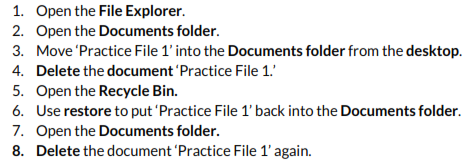 1. Open the File Explorer.
2. Open the Documents folder.
3. Move ‘Practice File 1’ into the Documents folder from the desktop.
4. Delete the document ‘Practice File 1.’
5. Open the Recycle Bin.
6. Use restore to put ‘Practice File 1’ back into the Documents folder.
7. Open the Documents folder.
8. Delete the document ‘Practice File 1’ again.